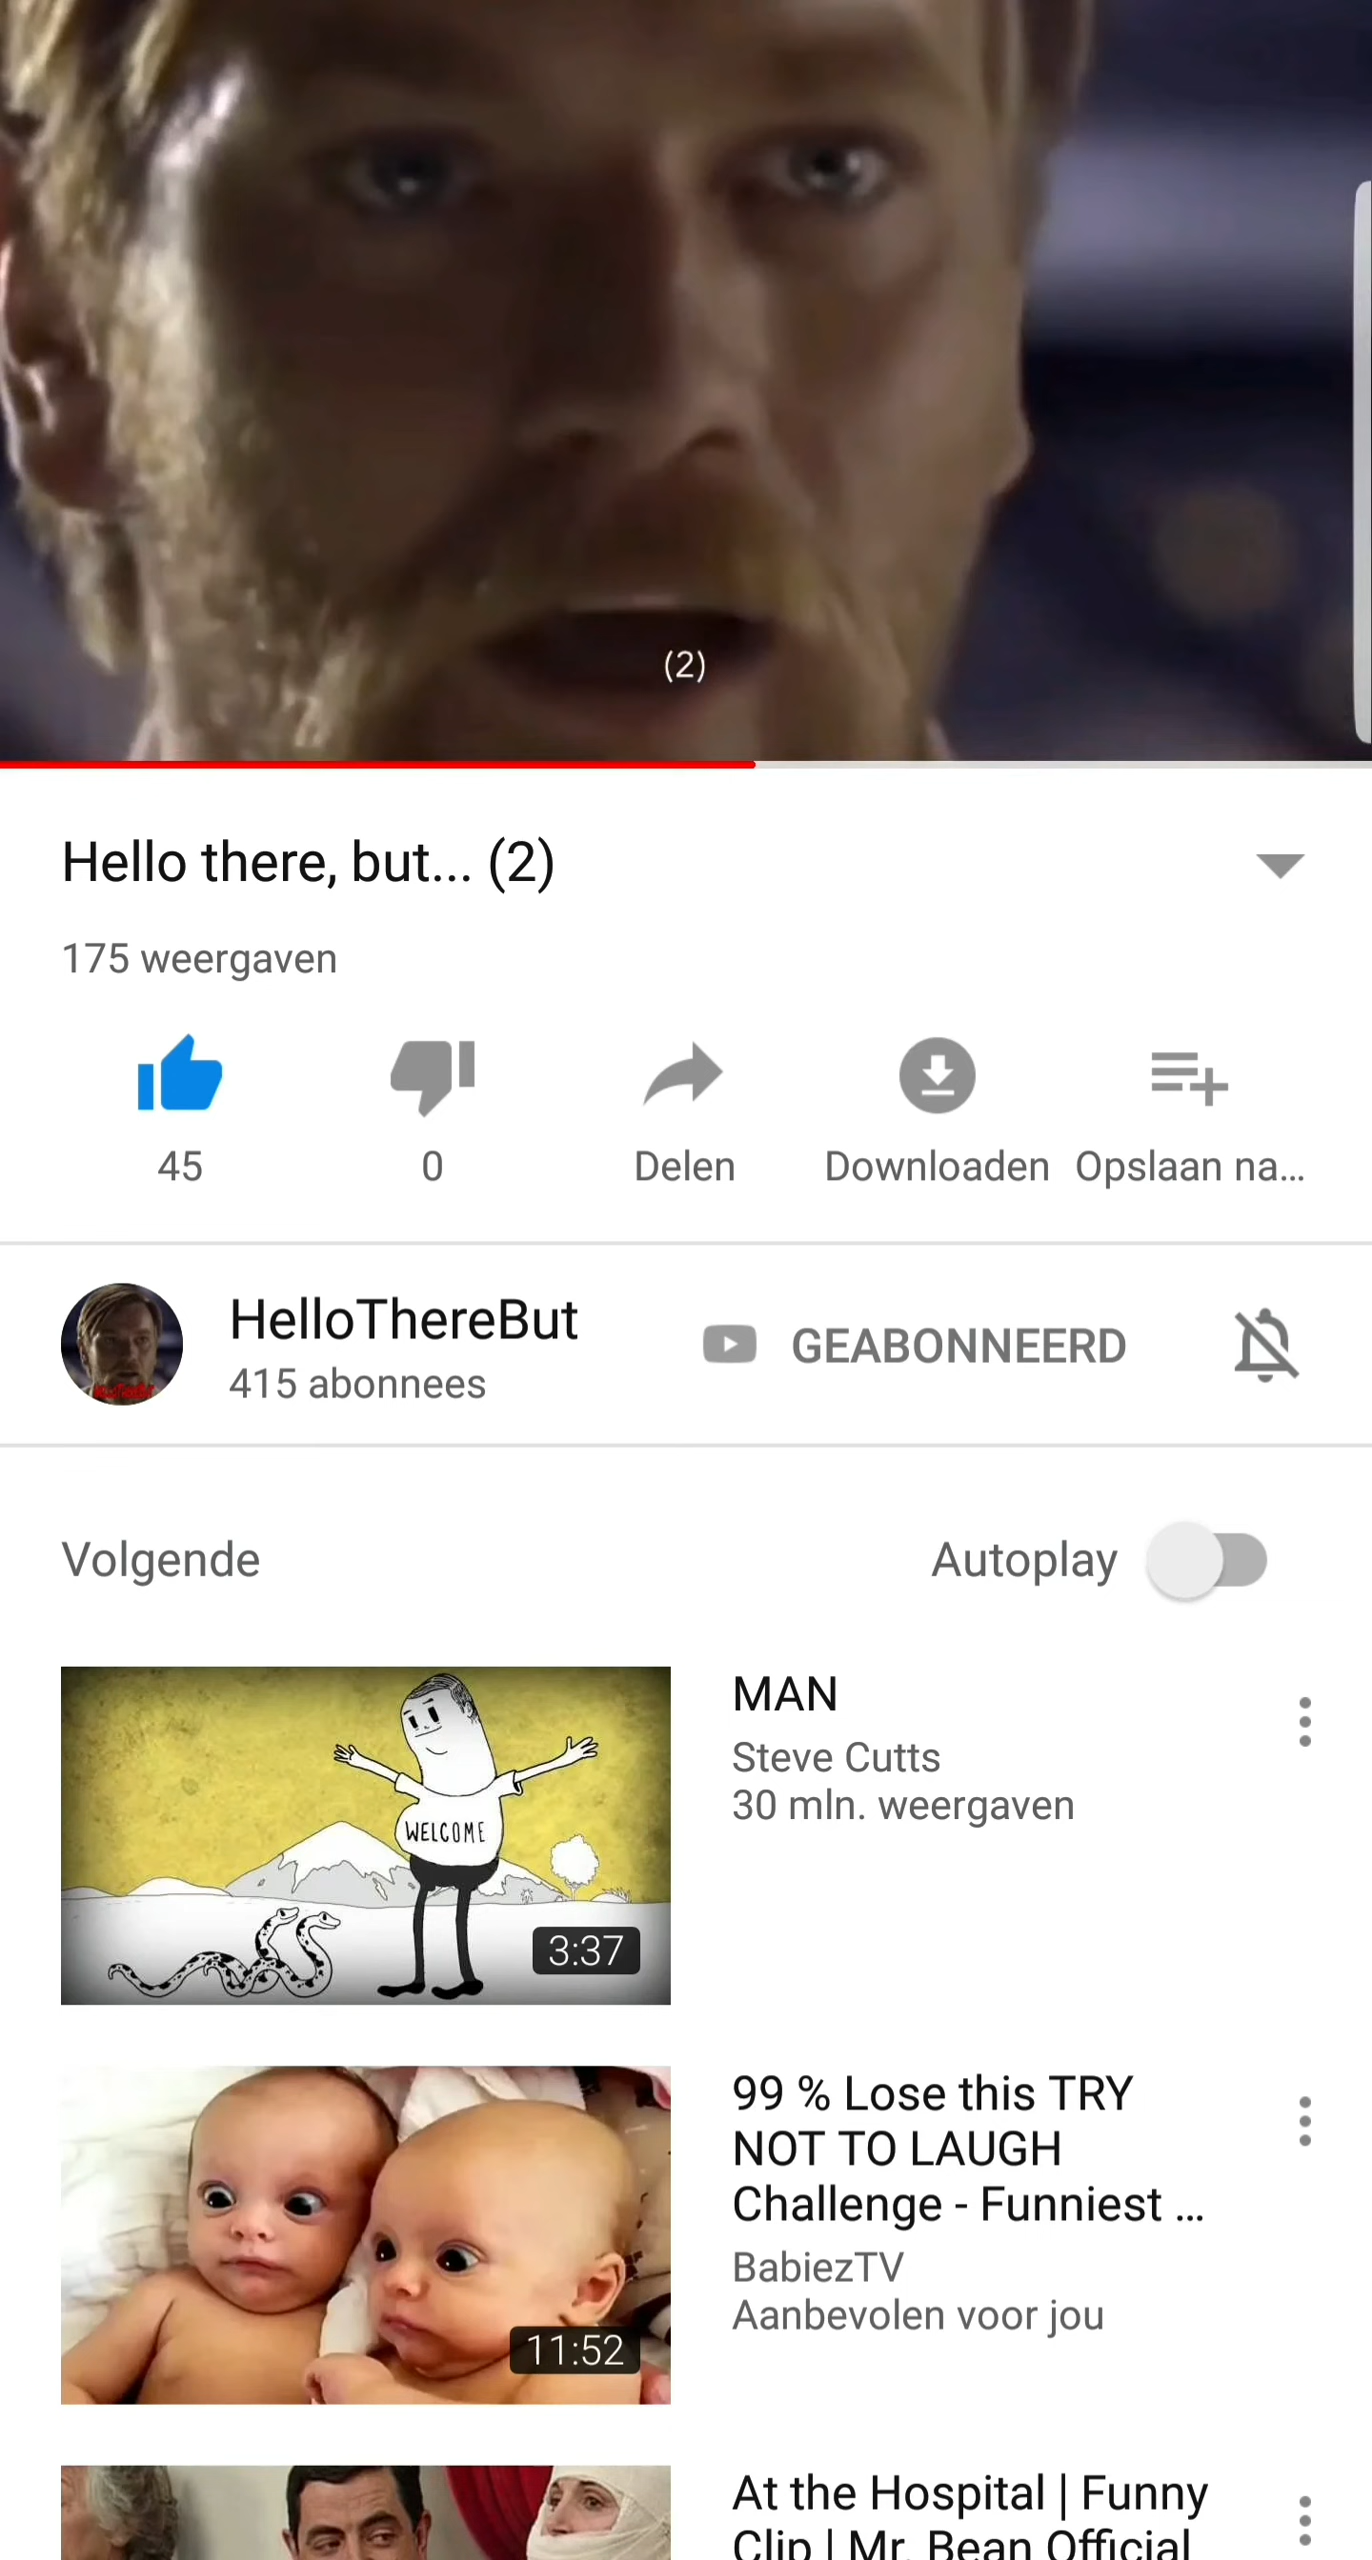 (2)
Hello there, but... (2)
175 weergaven
45
0
Delen
Downloaden
Opslaan na...
HelloThereBut
415 abonnees
GEABONNEERD
Volgende
Autoplay
WELCOME
3:37
MAN
Steve Cutts
30 mln. weergaven
11:52
99 % Lose this TRY
NOT TO LAUGH
Challenge - Funniest ...
BabiezTV
Aanbevolen voor jou
At the Hospital | Funny
Clip | Mr. Bean Official